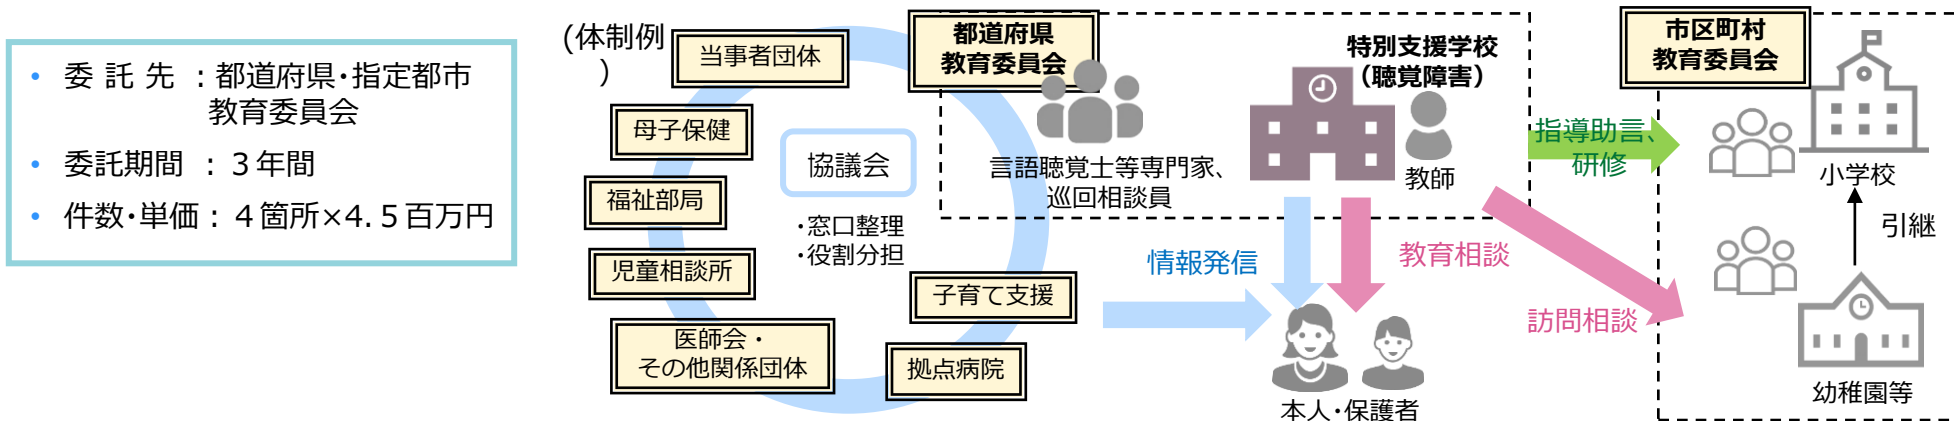 • 委 託 先 ：都道府県・指定都市
教育委員会
• 委託期間 ：３年間
• 件数・単価：４箇所×4.５百万円
(体制例
)
当事者団体
母子保健
福祉部局
児童相談所
医師会・
その他関係団体
拠点病院
子育て支援
協議会
・窓口整理
・役割分担
都道府県
教育委員会
言語聴覚士等専門家、
巡回相談員
特別支援学校
（聴覚障害）
教師
情報発信
教育相談
本人・保護者
指導助言、
研修
訪問相談
市区町村
教育委員会
小学校
引継
幼稚園等